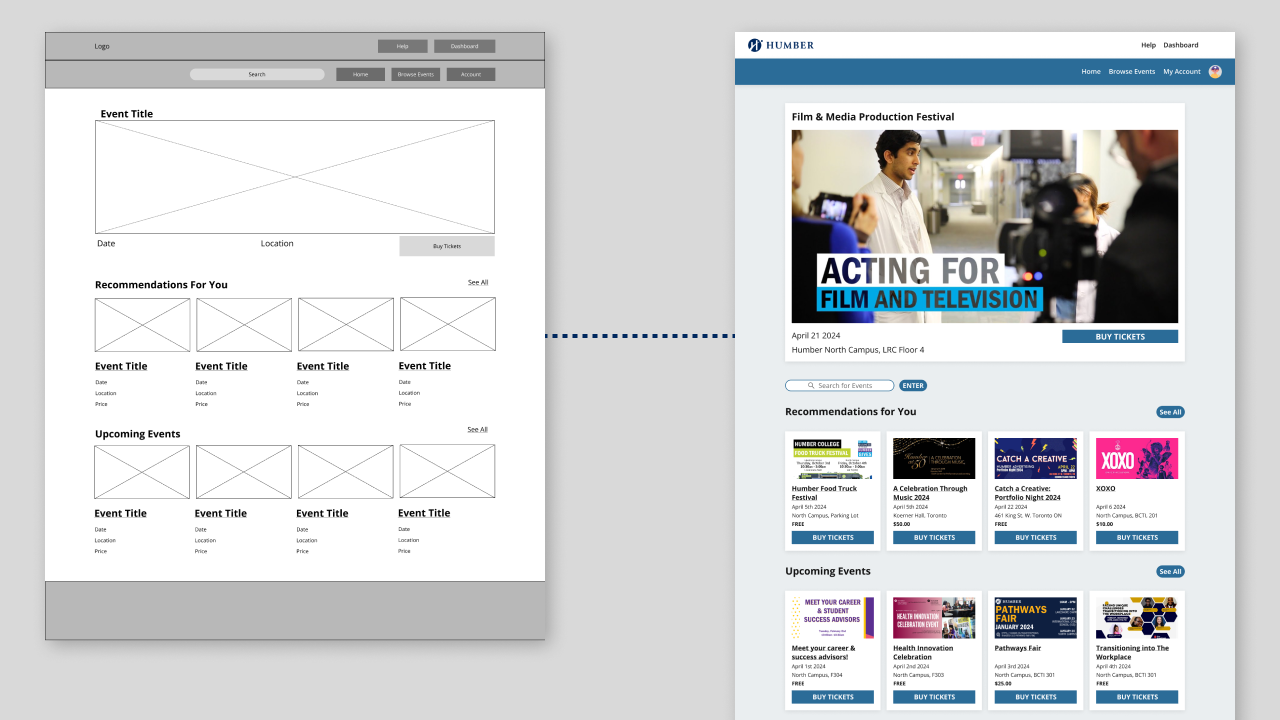 Logo
Help
Dashboard
Search
Home
Browse Events
Account
Event Title
Date
Location
Buy Tickets
Recommendations For You
See All
Event Title
Date
Location
Price
Event Title
Date
Location
Price
Event Title
Date
Location
Price
Event Title
Date
Location
Price
Upcoming Events
See All
Event Title
Date
Location
Price
Event Title
Date
Location
Price
Event Title
Date
Location
Price
Event Title
Date
Location
Price
HUMBER
Help
Dashboard
Home
Browse Events
My Account
Film & Media Production Festival
ACTING FOR
FILM AND TELEVISION
April 21 2024
Humber North Campus, LRC Floor 4
BUY TICKETS
Search for Events
ENTER
Recommendations for You
See All
HUMBER COLLEGE
FOOD TRUCK FESTIVAL
Humber Food Truck
Festival
April 5th 2024
North Campus, Parking Lot
FREE
BUY TICKETS
A CELEBRATION
THROUGH MUSIC
A Celebration Through
Music 2024
April 5th 2024
Koerner Hall, Toronto
$50.00
BUY TICKETS
CATCH A CREATIVE
HUMBER ADVERTISING
APRIL 22
Catch a Creative:
Portfolio Night 2024
April 22 2024
461 King St. W. Toronto ON
FREE
BUY TICKETS
XOXO
XOXO
April 6 2024
North Campus, BCTI, 201
$10.00
BUY TICKETS
Upcoming Events
See All
MEET YOUR CAREER
& STUDENT
SUCCESS ADVISORS
Meet your career &
success advisors!
April 1st 2024
North Campus, F304
FREE
BUY TICKETS
HEALTH INNOVATION
CELEBRATION EVENT
Health Innovation
Celebration
April 2nd 2024
North Campus, F303
FREE
BUY TICKETS
HUMBER
PATHWAYS
FAIR
JANUARY 2024
Pathways Fair
April 3rd 2024
North Campus, BCTI 301
$25.00
BUY TICKETS
Transitioning into The
Workplace
April 4th 2024
North Campus, BCTI 301
FREE
BUY TICKETS